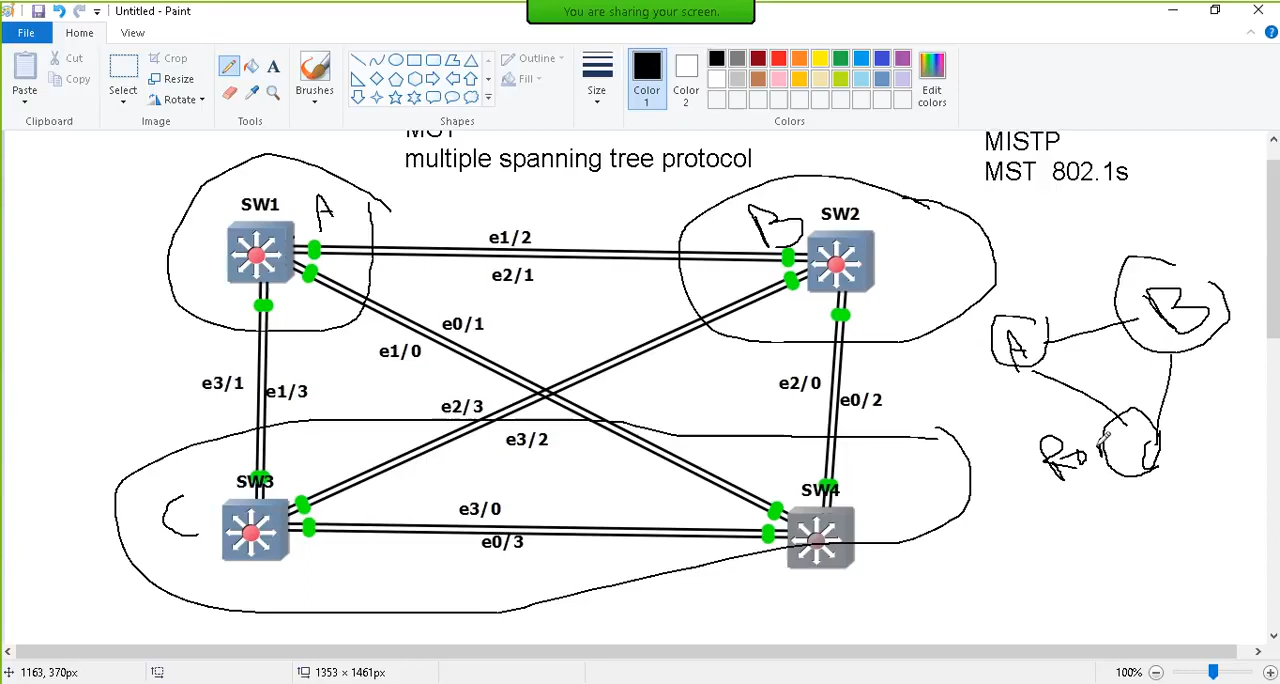 You are sharing your screen.
Untitled - Paint
File
Home
View
Paste
Cut
Copy
Clipboard
Select
Crop
Resize
Rotate
Image
A
Tools
Brushes
Outline
Fill
Shapes
Size
Color 1
Color 2
Edit colors
Colors
MST
multiple spanning tree protocol
MISTP
MST 802.1s
SW1
A
B
SW2
e1/2
e2/1
e0/1
e1/0
e3/1
e1/3
e2/0
e0/2
e2/3
e3/2
B
A
SW3
SW4
C
e3/0
e0/3
1163, 370px
1353 × 1461px
100%